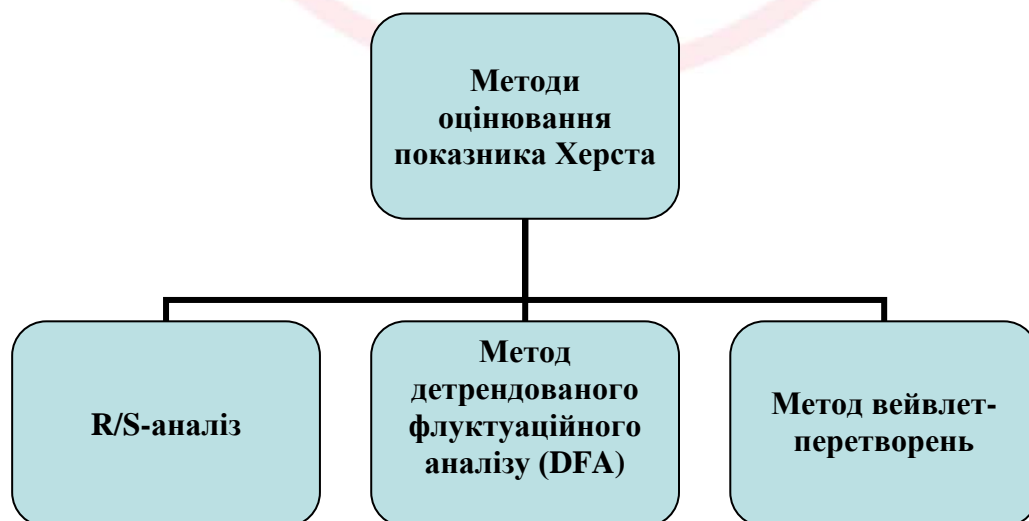 Методи
оцінювання
показника Херста
R/S-аналіз
Метод
детрендованого
флуктуаційного
аналізу (DFA)
Метод вейвлет-
перетворень